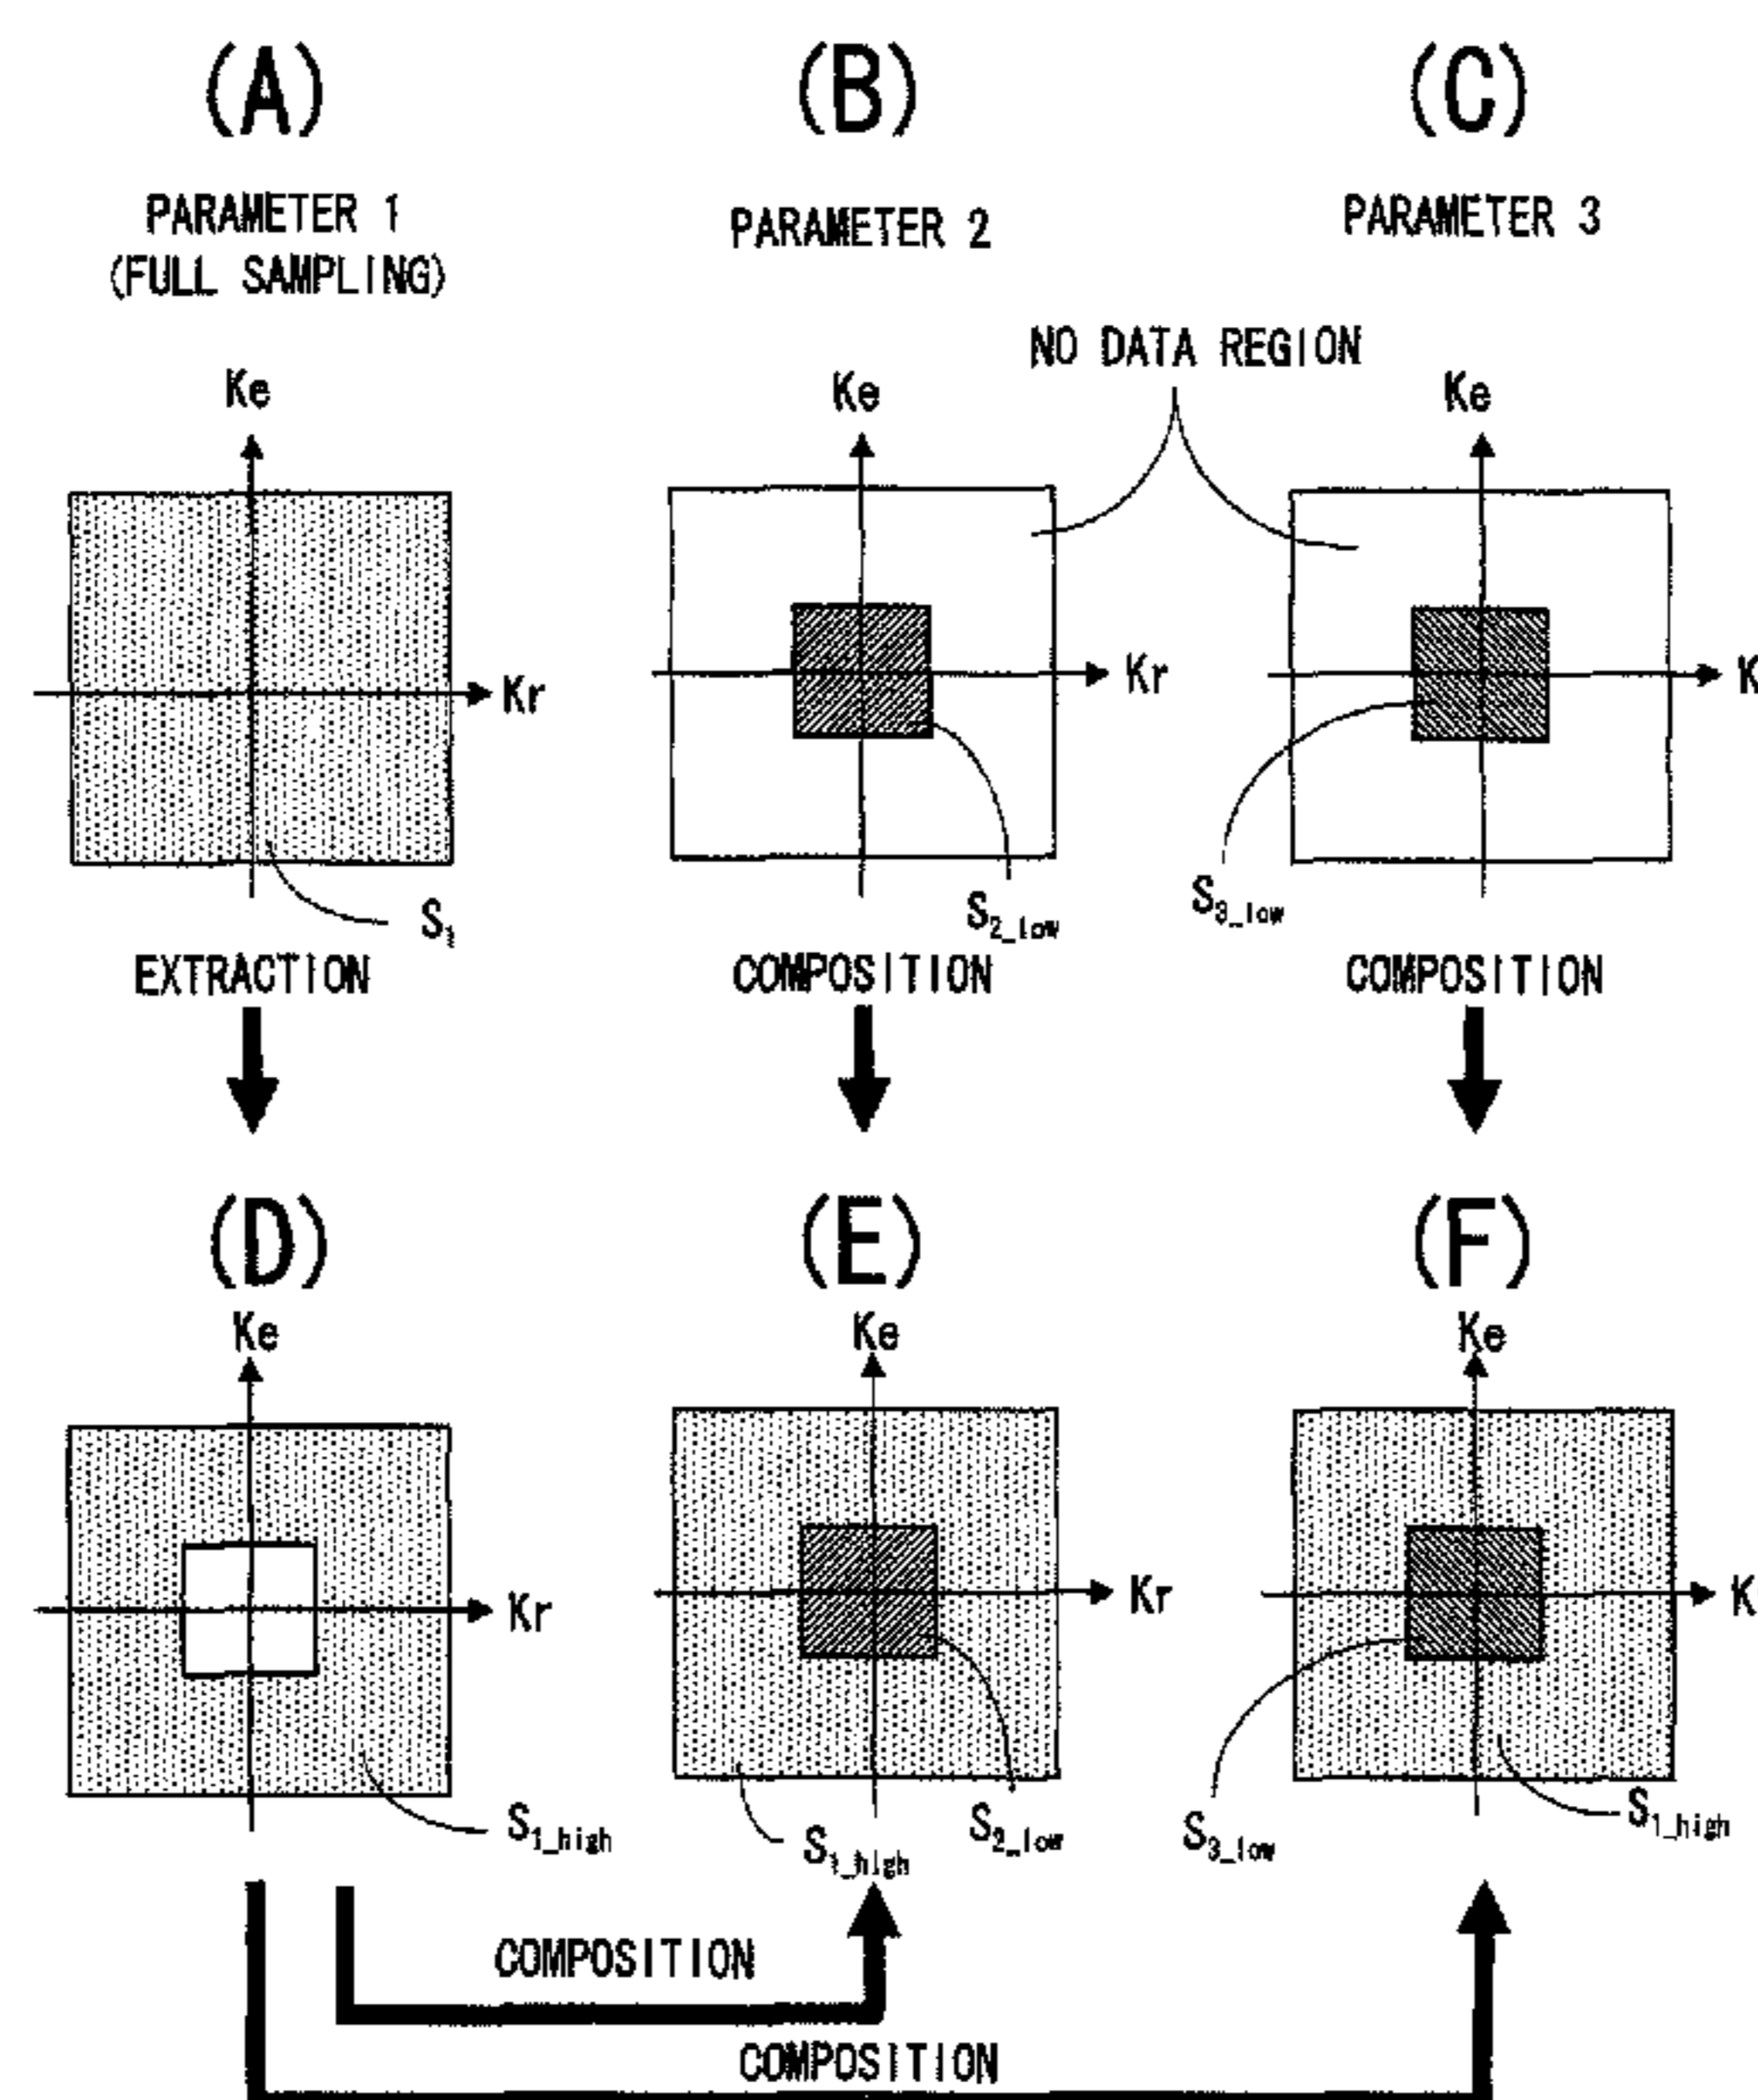 (A)
(B)
(C)
PARAMETER 1
(FULL SAMPLING)
PARAMETER 2
PARAMETER 3
NO DATA REGION
Ke
Ke
Ke
Kr
Kr
K
S1
S2_low
S3_low
EXTRACTION
COMPOSITION
COMPOSITION
(D)
(E)
(F)
Ke
Ke
Ke
Kr
Kr
K
S1_high
S1_high
S2_low
S3_low
S1_high
COMPOSITION
COMPOSITION